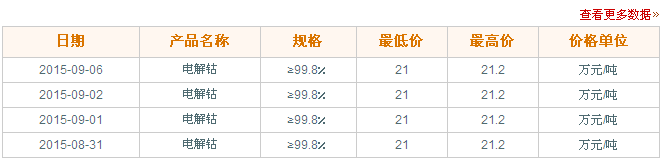 查看更多数据»
日期 产品名称 规格 最低价 最高价 价格单位
2015-09-06 电解钴 ≥99.8% 21 21.2 万元/吨
2015-09-02 电解钴 ≥99.8% 21 21.2 万元/吨
2015-09-01 电解钴 ≥99.8% 21 21.2 万元/吨
2015-08-31 电解钴 ≥99.8% 21 21.2 万元/吨